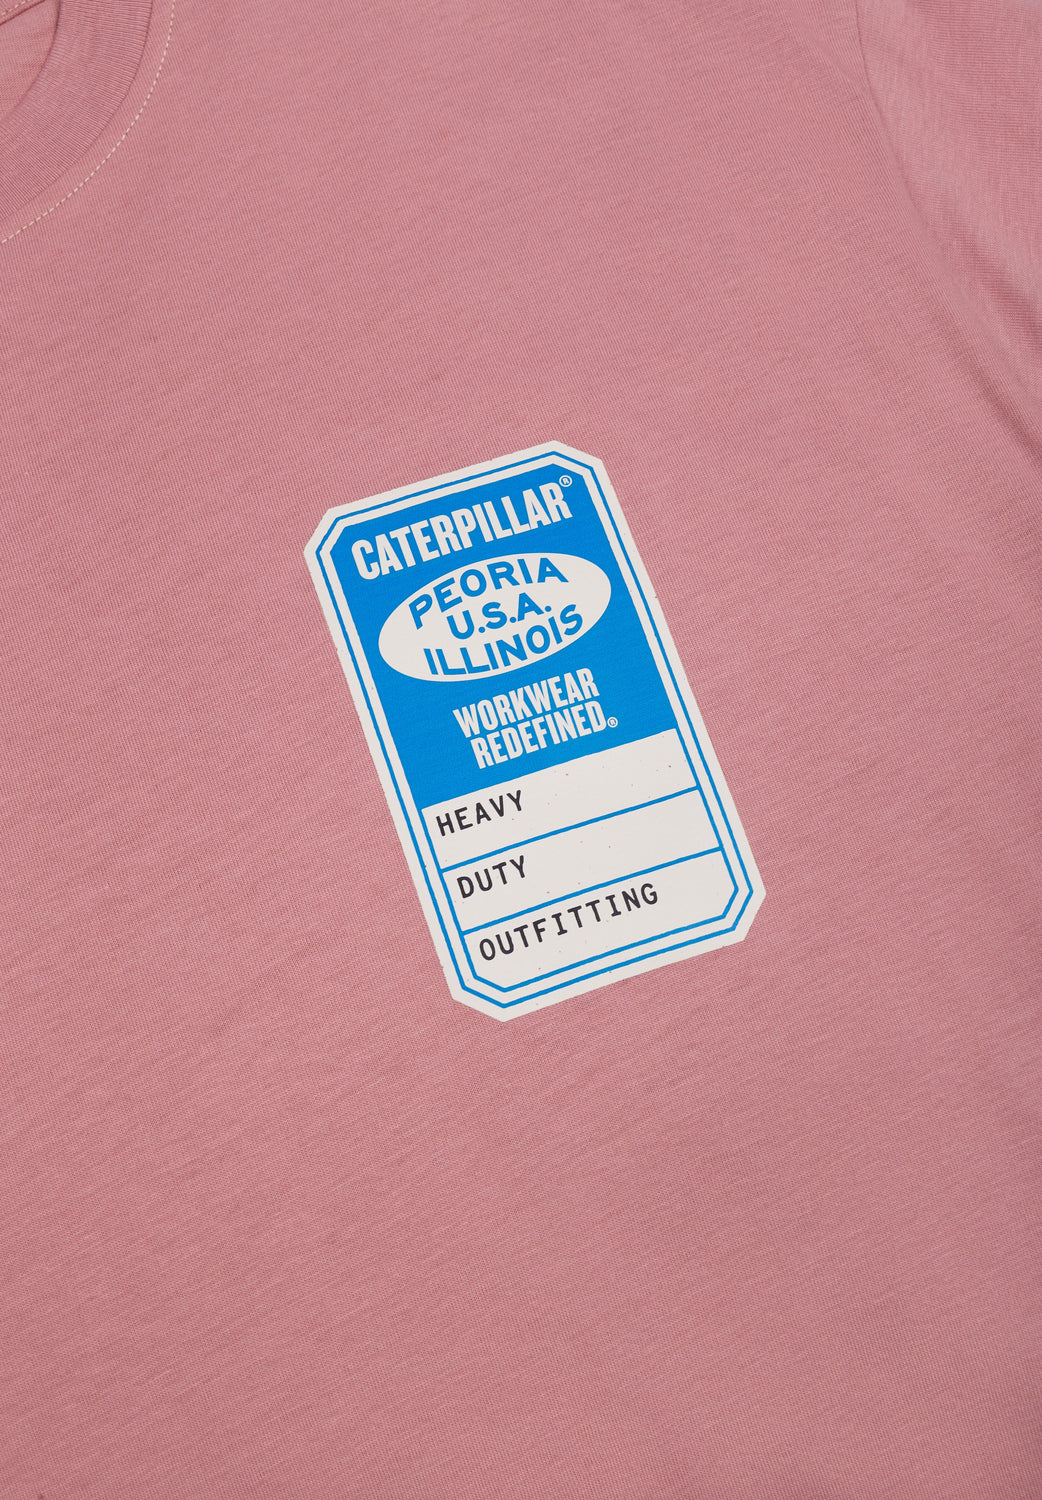 CATERPILLAR®
PEORIA
U.S.A.
ILLINOIS
WORKWEAR
REDEFINED®
HEAVY
DUTY
OUTFITTING